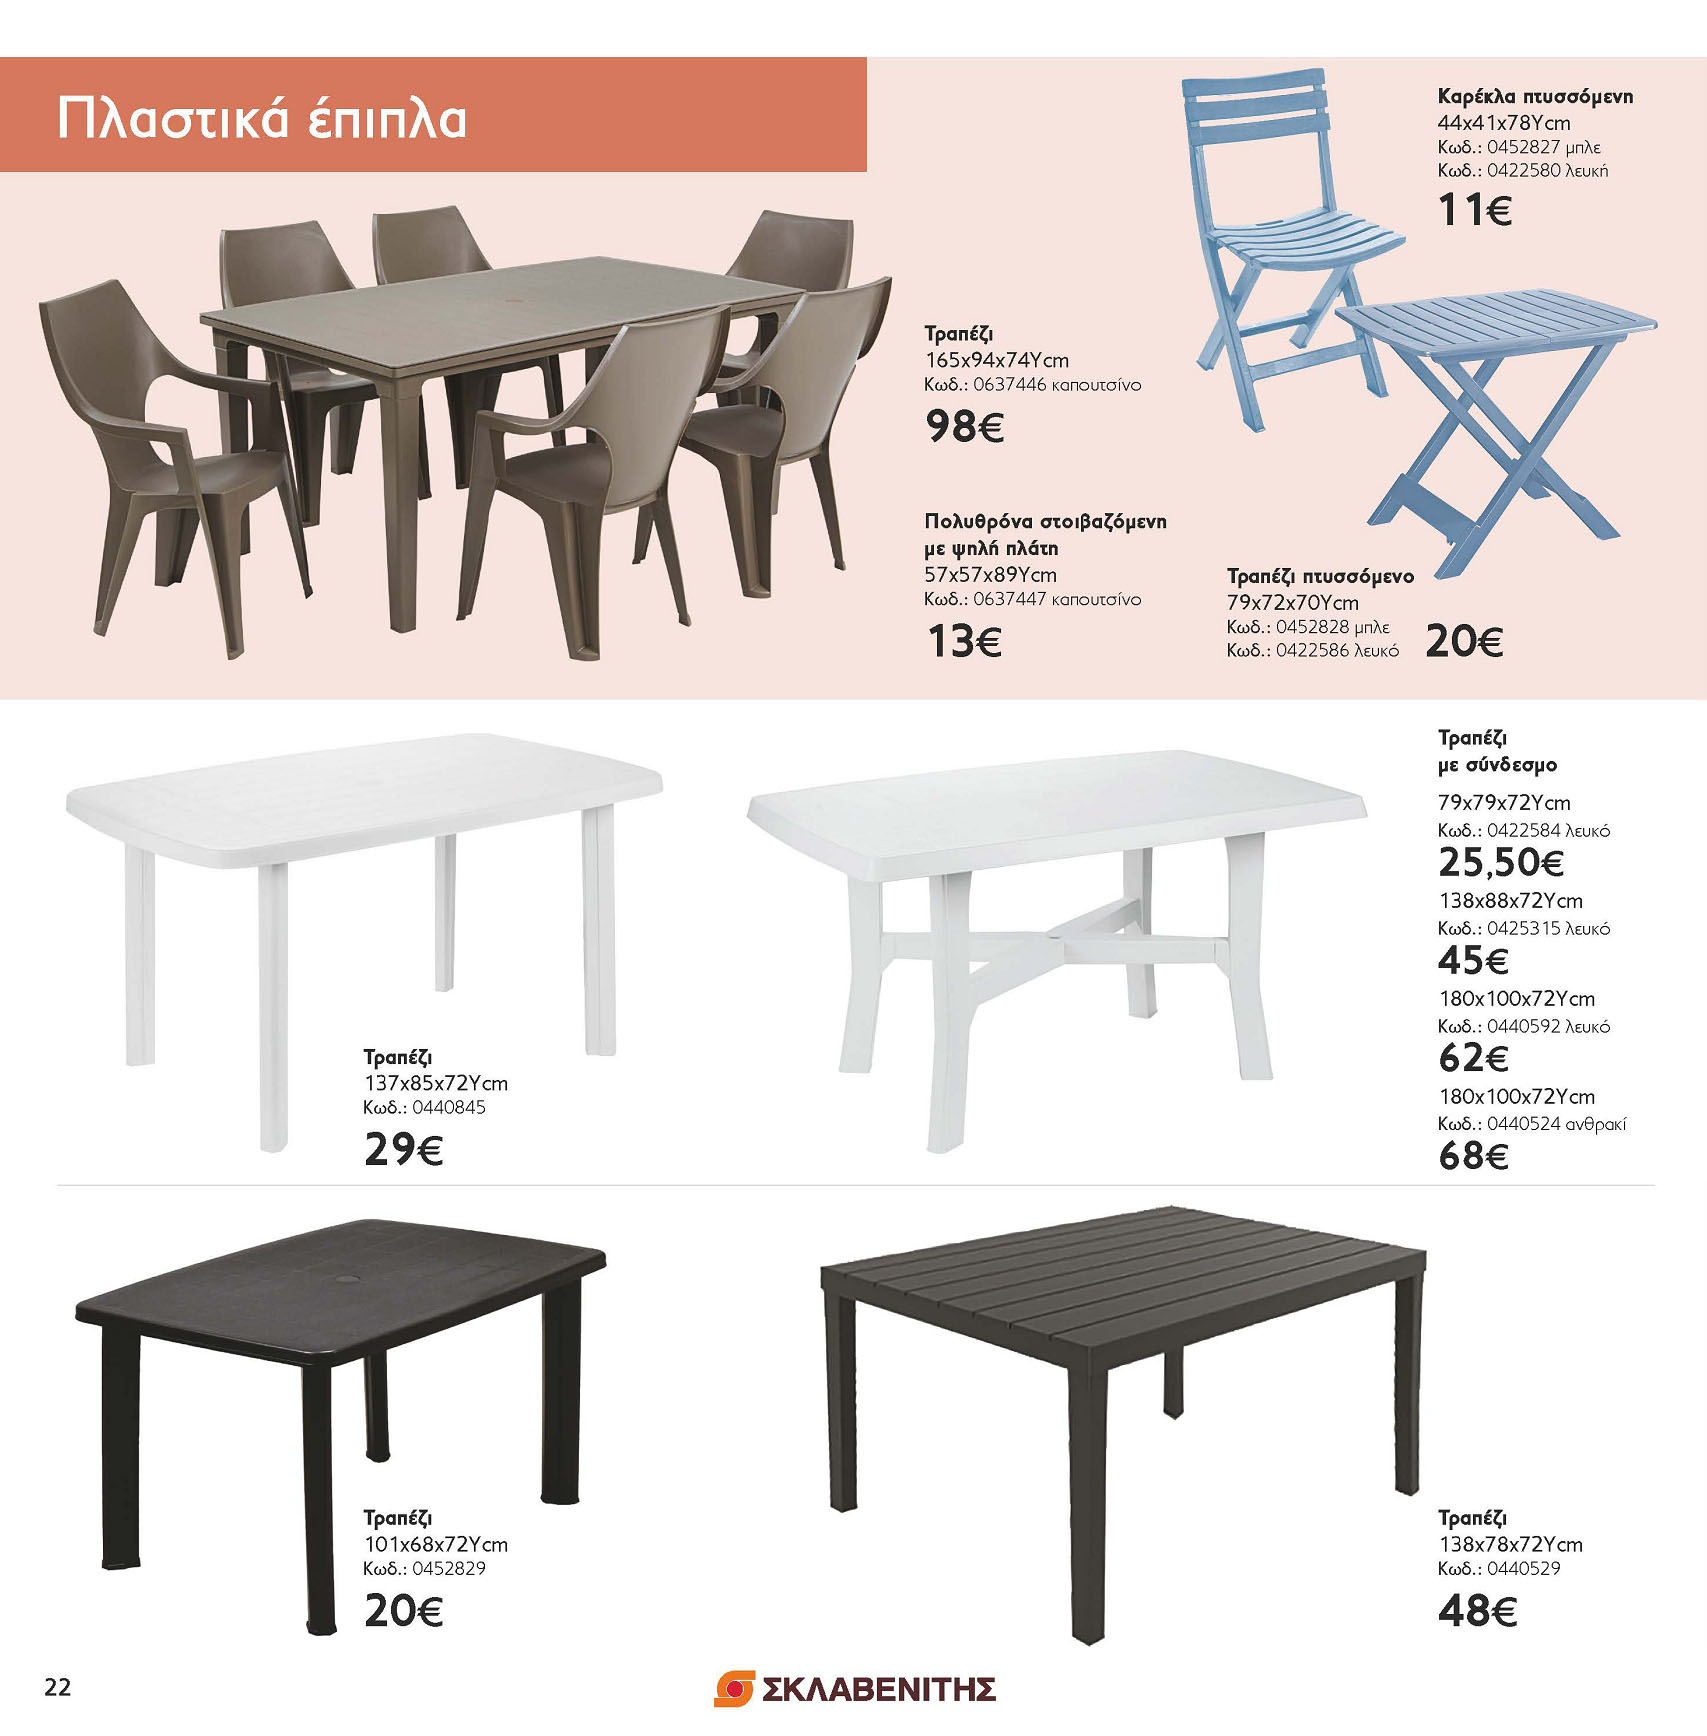 Πλαστικά έπιπλα
Καρέκλα πτυσσόμενη
44x41x78Υcm
Κωδ.: 0452827 μπλε
Κωδ.: 0422580 λευκή
11€
Τραπέζι
165x94x74Υcm
Κωδ.: 0637446 καπουτσίνο
98€
Πολυθρόνα στοιβαζόμενη
με ψηλή πλάτη
57x57x89Υcm
Κωδ.: 0637447 καπουτσίνο
13€
Τραπέζι πτυσσόμενο
79x72x70Υcm
Κωδ.: 0452828 μπλε
Κωδ.: 0422586 λευκό
20€
Τραπέζι
137x85x72Υcm
Κωδ.: 0440845
29€
Τραπέζι
με σύνδεσμο
79x79x72Υcm
Κωδ.: 0422584 λευκό
25,50€
138x88x72Υcm
Κωδ.: 0425315 λευκό
45€
180x100x72Υcm
Κωδ.: 0440592 λευκό
62€
180x100x72Υcm
Κωδ.: 0440524 ανθρακί
68€
Τραπέζι
101x68x72Υcm
Κωδ.: 0452829
20€
Τραπέζι
138x78x72Υcm
Κωδ.: 0440529
48€
22
ΣΚΛΑΒΕΝΙΤΗΣ